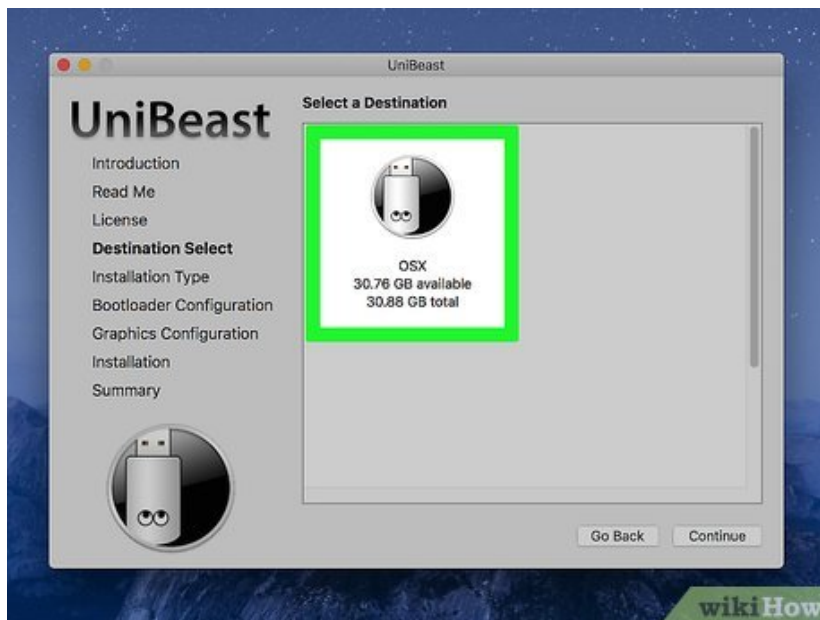 UniBeast
UniBeast
Select a Destination
Introduction
Read Me
License
Destination Select
Installation Type
Bootloader Configuration
Graphics Configuration
Installation
Summary
OSX
30.76 GB available
30.88 GB total
Go Back
Continue
wikiHow